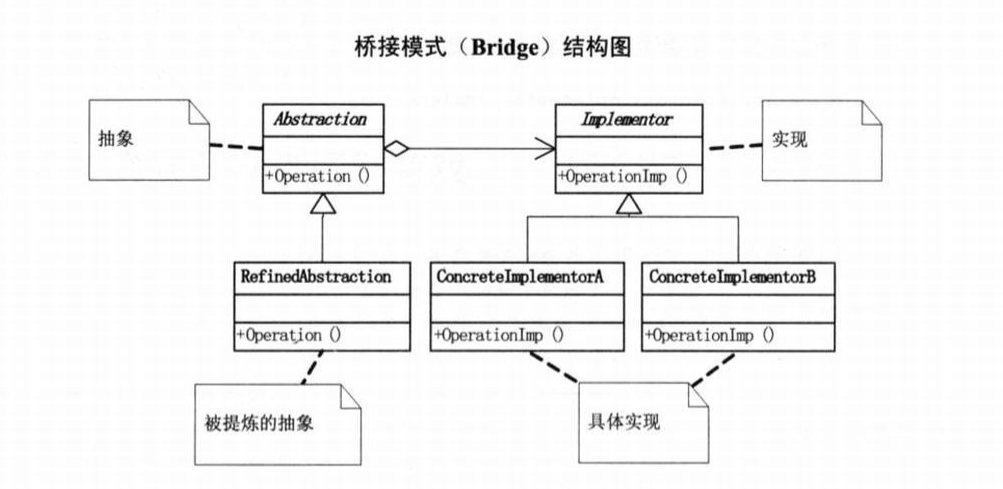 桥接模式（Bridge）结构图
抽象
Abstraction
+Operation ()
Implementor
+OperationImp ()
实现
RefinedAbstraction
+Operation ()
ConcreteImplementorA
+OperationImp ()
ConcreteImplementorB
+OperationImp ()
被提炼的抽象
具体实现